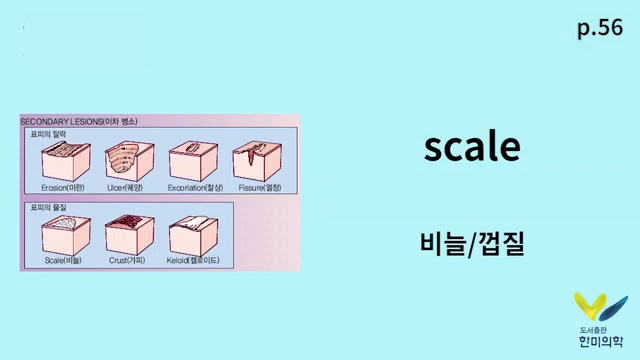 p.56
SECONDARY LESIONS(이차 병소)
표피의 탈락
Erosion(미란) Ulcer(궤양) Excoriation(찰상) Fissure(열창)
표피의 물질
Scale(비늘) Crust(가피) Keloid(켈로이드)
scale
비늘/껍질
도서출판
한미의학